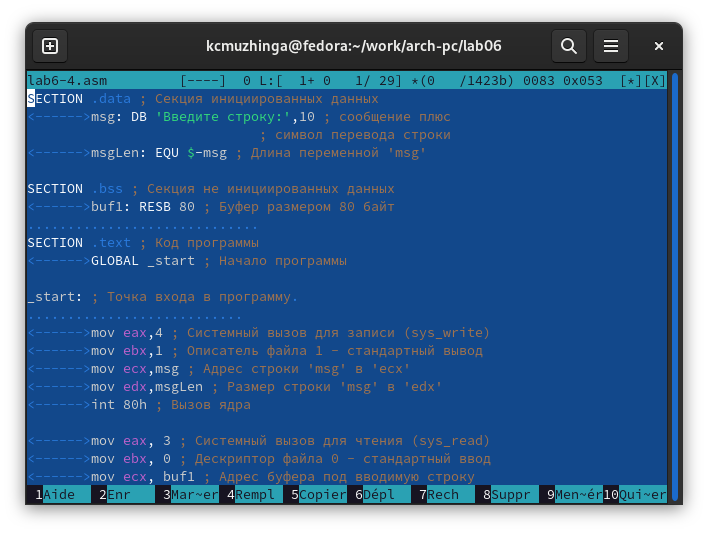 kcmuzhinga@fedora:~/work/arch-pc/lab06
lab6-4.asm [----] 0 L:[ 1+ 0 1/ 29] *(0 /1423b) 0083 0x053 [*][X]
SECTION .data ; Секция инициированных данных
<------>msg: DB 'Введите строку:',10 ; сообщение плюс
; символ перевода строки
<------>msgLen: EQU $-msg ; Длина переменной 'msg'
SECTION .bss ; Секция не инициированных данных
<------>buf1: RESB 80 ; Буфер размером 80 байт
.............................
SECTION .text ; Код программы
<------>GLOBAL _start ; Начало программы
_start: ; Точка входа в программу.
...........................
<------>mov eax,4 ; Системный вызов для записи (sys_write)
<------>mov ebx,1 ; Описатель файла 1 - стандартный вывод
<------>mov ecx,msg ; Адрес строки 'msg' в 'ecx'
<------>mov edx,msgLen ; Размер строки 'msg' в 'edx'
<------>int 80h ; Вызов ядра
<------>mov eax, 3 ; Системный вызов для чтения (sys_read)
<------>mov ebx, 0 ; Дескриптор файла 0 - стандартный ввод
<------>mov ecx, buf1 ; Адрес буфера под вводимую строку
1Aide 2Enr 3Mar~er 4Rempl 5Copier 6Dépl 7Rech 8Suppr 9Men~ér 10Qui~er